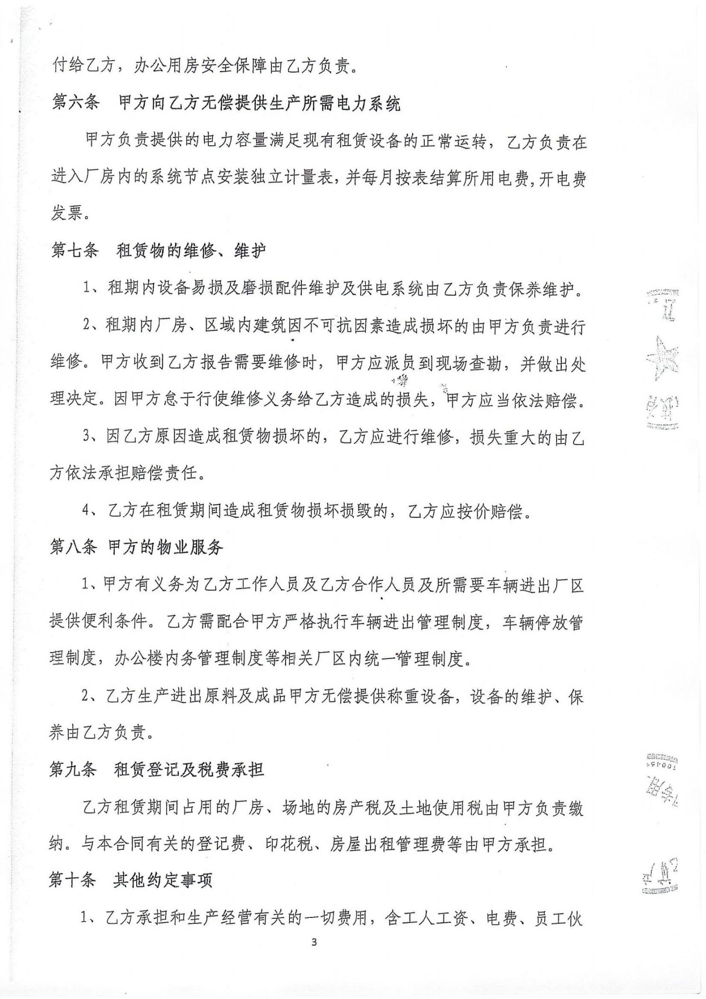 付给乙方，办公用房安全保障由乙方负责。
第六条　甲方向乙方无偿提供生产所需电力系统
甲方负责提供的电力容量满足现有租赁设备的正常运转，乙方负责在
进入厂房内的系统节点安装独立计量表，并每月按表结算所用电费，开电费
发票。
第七条　租赁物的维修、维护
1、租期内设备易损及磨损配件维护及供电系统由乙方负责保养维护。
2、租期内厂房、区域内建筑因不可抗因素造成损坏的由甲方负责进行
维修。甲方收到乙方报告需要维修时，甲方应派员到现场查勘，并做出处
理决定。因甲方怠于行使维修义务给乙方造成的损失，甲方应当依法赔偿。
3、因乙方原因造成租赁物损坏的，乙方应进行维修，损失重大的由乙
方依法承担赔偿责任。
4、乙方在租赁期间造成租赁物损坏损毁的，乙方应按价赔偿。
第八条 甲方的物业服务
1、甲方有义务为乙方工作人员及乙方合作人员及所需要车辆进出厂区
提供便利条件。乙方需配合甲方严格执行车辆进出管理制度，车辆停放管
理制度，办公楼内务管理制度等相关厂区内统一管理制度。
2、乙方生产进出原料及成品甲方无偿提供称重设备，设备的维护、保
养由乙方负责。
第九条　租赁登记及税费承担
乙方租赁期间占用的厂房、场地的房产税及土地使用税由甲方负责缴
纳。与本合同有关的登记费、印花税、房屋出租管理费等由甲方承担。
第十条　其他约定事项
1、乙方承担和生产经营有关的一切费用，含工人工资、电费、员工伙
3
专用